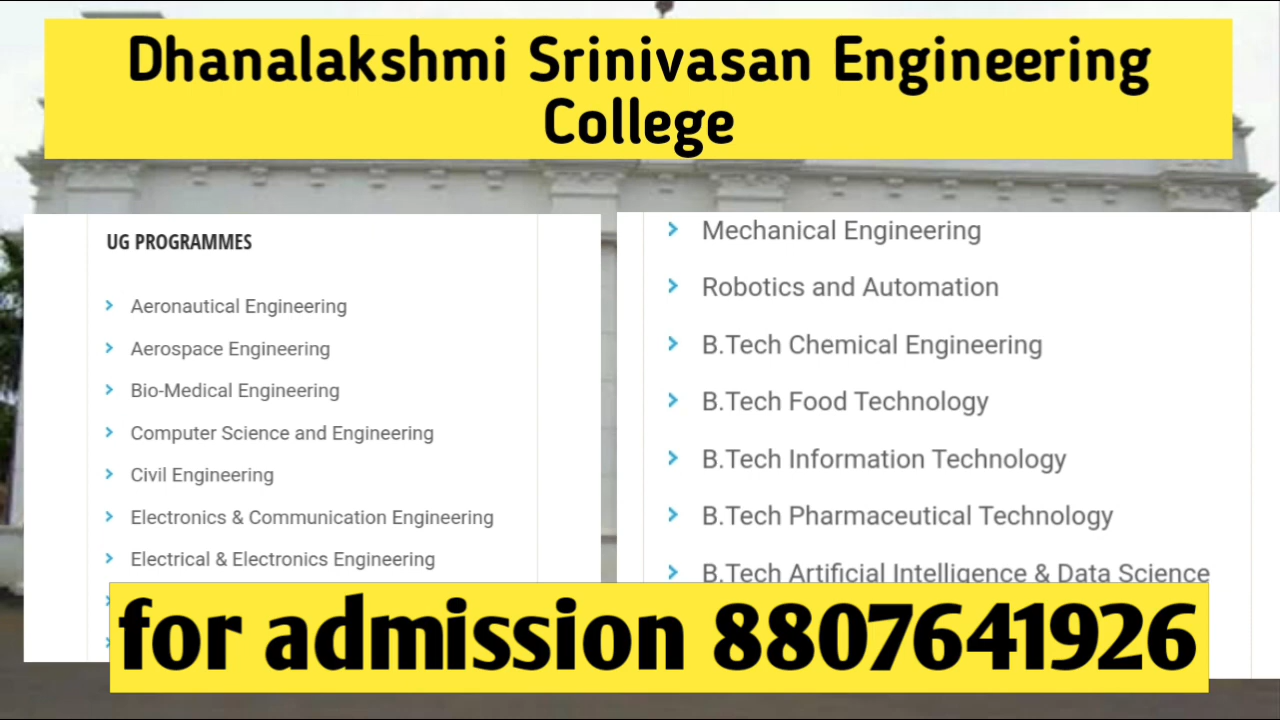 Dhanalakshmi Srinivasan Engineering
College
UG PROGRAMMES
Aeronautical Engineering
Aerospace Engineering
Bio-Medical Engineering
Computer Science and Engineering
Civil Engineering
Electronics & Communication Engineering
Electrical & Electronics Engineering
Mechanical Engineering
Robotics and Automation
B.Tech Chemical Engineering
B.Tech Food Technology
B.Tech Information Technology
B.Tech Pharmaceutical Technology
B.Tech Artificial Intelligence & Data Science
for admission 8807641926